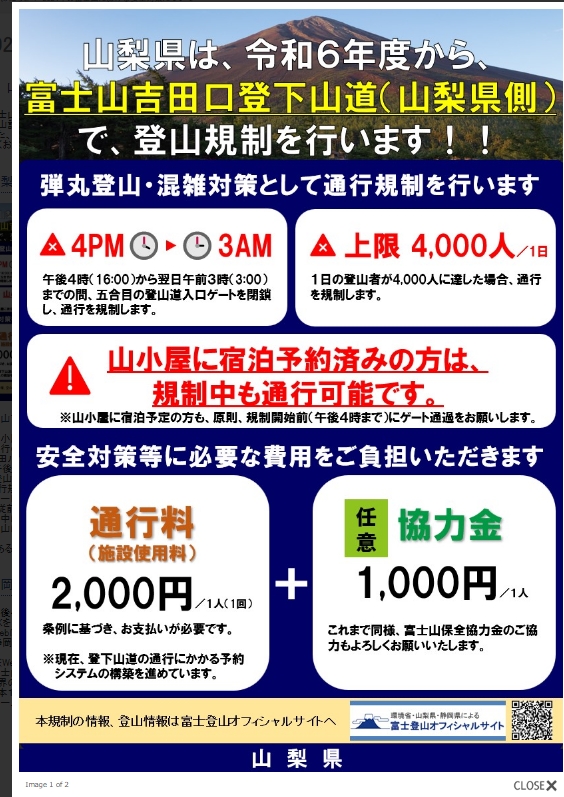 山梨県は、令和６年度から、
富士山吉田口登下山道（山梨県側）
で、登山規制を行います！！
弾丸登山・混雑対策として通行規制を行います
4PM ▶ 3AM
午後４時（16:00）から翌日午前３時（3:00）
までの間、五合目の登山道入口ゲートを閉鎖
し、通行を規制します。
上限 4,000人／1日
１日の登山者が4,000人に達した場合、通行
を規制します。
山小屋に宿泊予約済みの方は、
規制中も通行可能です。
※山小屋に宿泊予定の方も、原則、規制開始前（午後４時まで）にゲート通過をお願いします。
安全対策等に必要な費用をご負担いただきます
通行料
（施設使用料）
2,000円／1人（1回）
条例に基づき、お支払いが必要です。
※現在、登下山道の通行にかかる予約
システムの構築を進めています。
+
任意 協力金
1,000円／1人
これまで同様、富士山保全協力金のご協
力もよろしくお願いいたします。
本規制の情報、登山情報は富士登山オフィシャルサイトへ
環境省・山梨県・静岡県による
富士登山オフィシャルサイト
山梨県
Image 1 of 2
CLOSE X